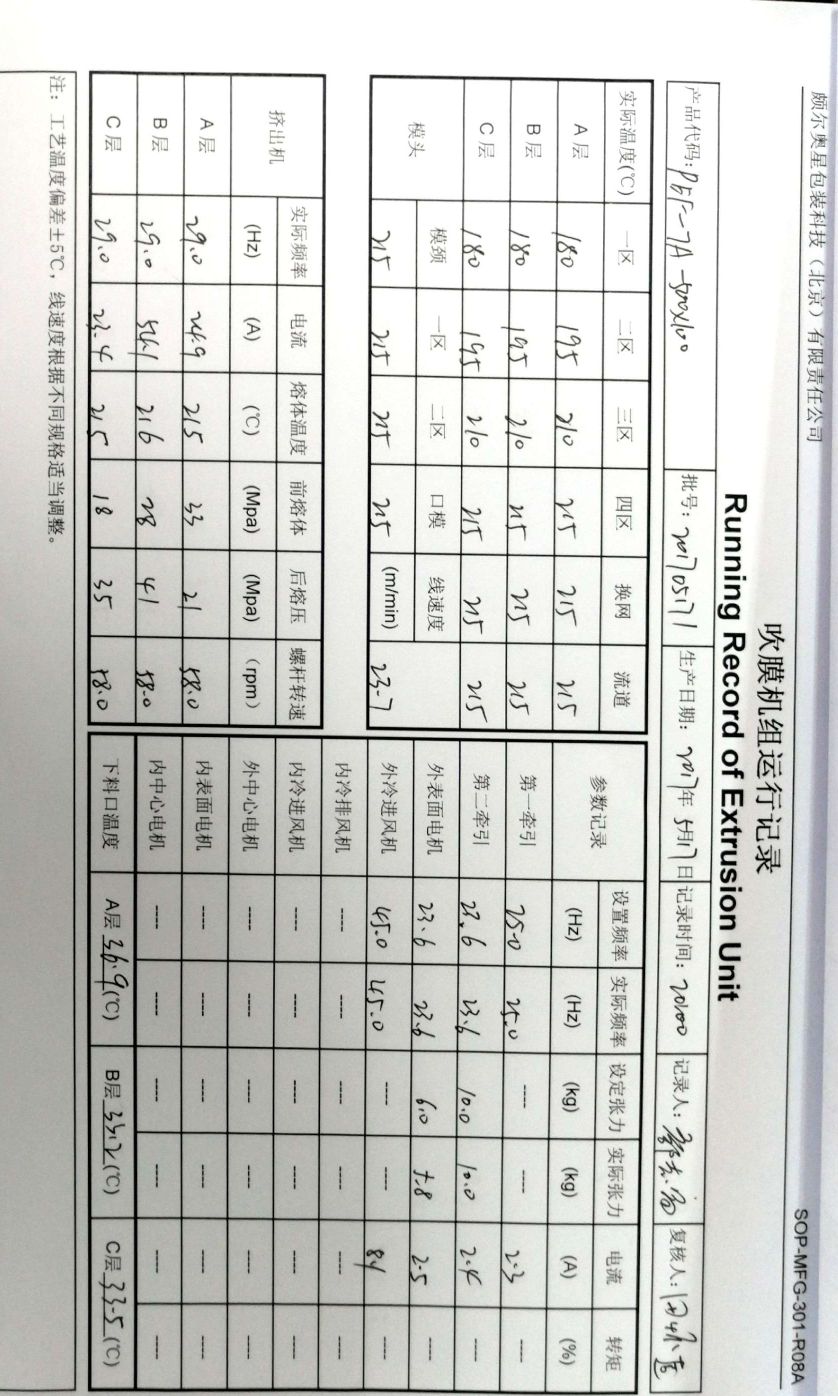 颇尔奥星包装科技（北京）有限责任公司
SOP-MFG-301-R08A
吹膜机组运行记录
Running Record of Extrusion Unit
产品代码: PEF-7A-500x100 批号: 201705171 生产日期: 2017年 5月17日 记录时间: 20:00 记录人: 复核人:
实际温度(℃) 一区 二区 三区 四区 换网 流道
A 层 180 195 210 215 215 215
B 层 180 195 210 215 215 215
C 层 180 195 210 215 215 215
模头 模颈 一区 二区 口模 线速度 (m/min)
215 215 215 215 23.7
挤出机 实际频率 电流 熔体温度 前熔体 后熔压 螺杆转速
(Hz) (A) (℃) (Mpa) (Mpa) （rpm）
A 层 29.0 24.9 215 33 21 58.0
B 层 29.0 54.1 216 28 41 58.0
C 层 29.0 23.4 215 18 35 58.0
参数记录 设置频率 实际频率 设定张力 实际张力 电流 转矩
(Hz) (Hz) (kg) (kg) (A) (%)
第一牵引 25.0 25.0 ---- ---- 2.3 ----
第二牵引 23.6 23.6 10.0 10.0 2.4 ----
外表面电机 23.6 23.6 6.0 5.8 2.5 ----
外冷进风机 45.0 45.0 ---- ---- ----
内冷排风机 ---- ---- ---- ---- ---- ----
内冷进风机 ---- ---- ---- ---- ---- ----
外中心电机 ---- ---- ---- ---- ---- ----
内表面电机 ---- ---- ---- ---- ---- ----
内中心电机 ---- ---- ---- ---- ---- ----
下料口温度 A层 36.9 (℃) B层 (℃) C层 33.5 (℃)
注：工艺温度偏差±5℃，线速度根据不同规格适当调整。